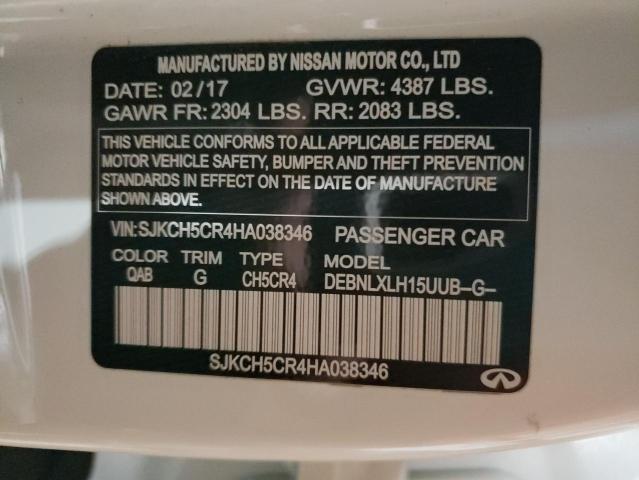 MANUFACTURED BY NISSAN MOTOR CO., LTD
DATE: 02/17 GVWR: 4387 LBS.
GAWR FR: 2304 LBS. RR: 2083 LBS.
THIS VEHICLE CONFORMS TO ALL APPLICABLE FEDERAL
MOTOR VEHICLE SAFETY, BUMPER AND THEFT PREVENTION
STANDARDS IN EFFECT ON THE DATE OF MANUFACTURE
SHOWN ABOVE.
VIN:SJKCH5CR4HA038346 PASSENGER CAR
COLOR TRIM TYPE MODEL
QAB G CH5CR4 DEBNLXLH15UUB–G–
SJKCH5CR4HA038346